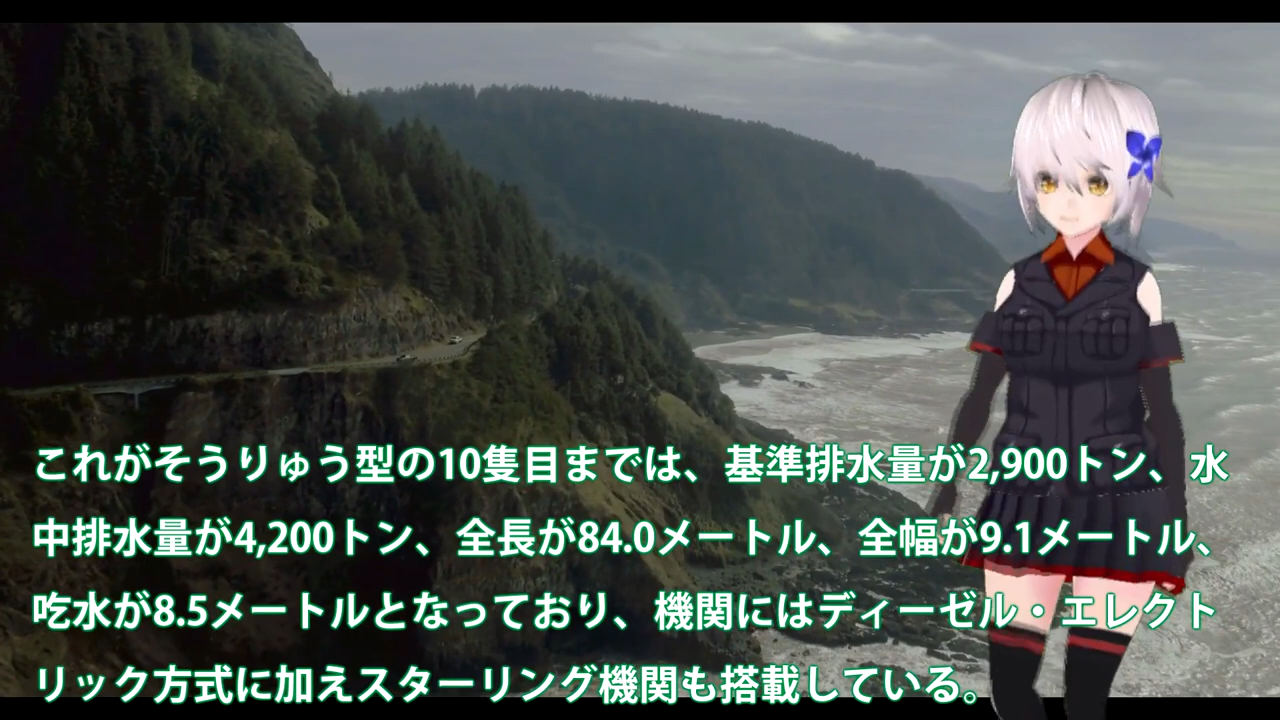 これがそうりゅう型の10隻目までは、基準排水量が2,900トン、水
中排水量が4,200トン、全長が84.0メートル、全幅が9.1メートル、
吃水が8.5メートルとなっており、機関にはディーゼル・エレクト
リック方式に加えスターリング機関も搭載している。